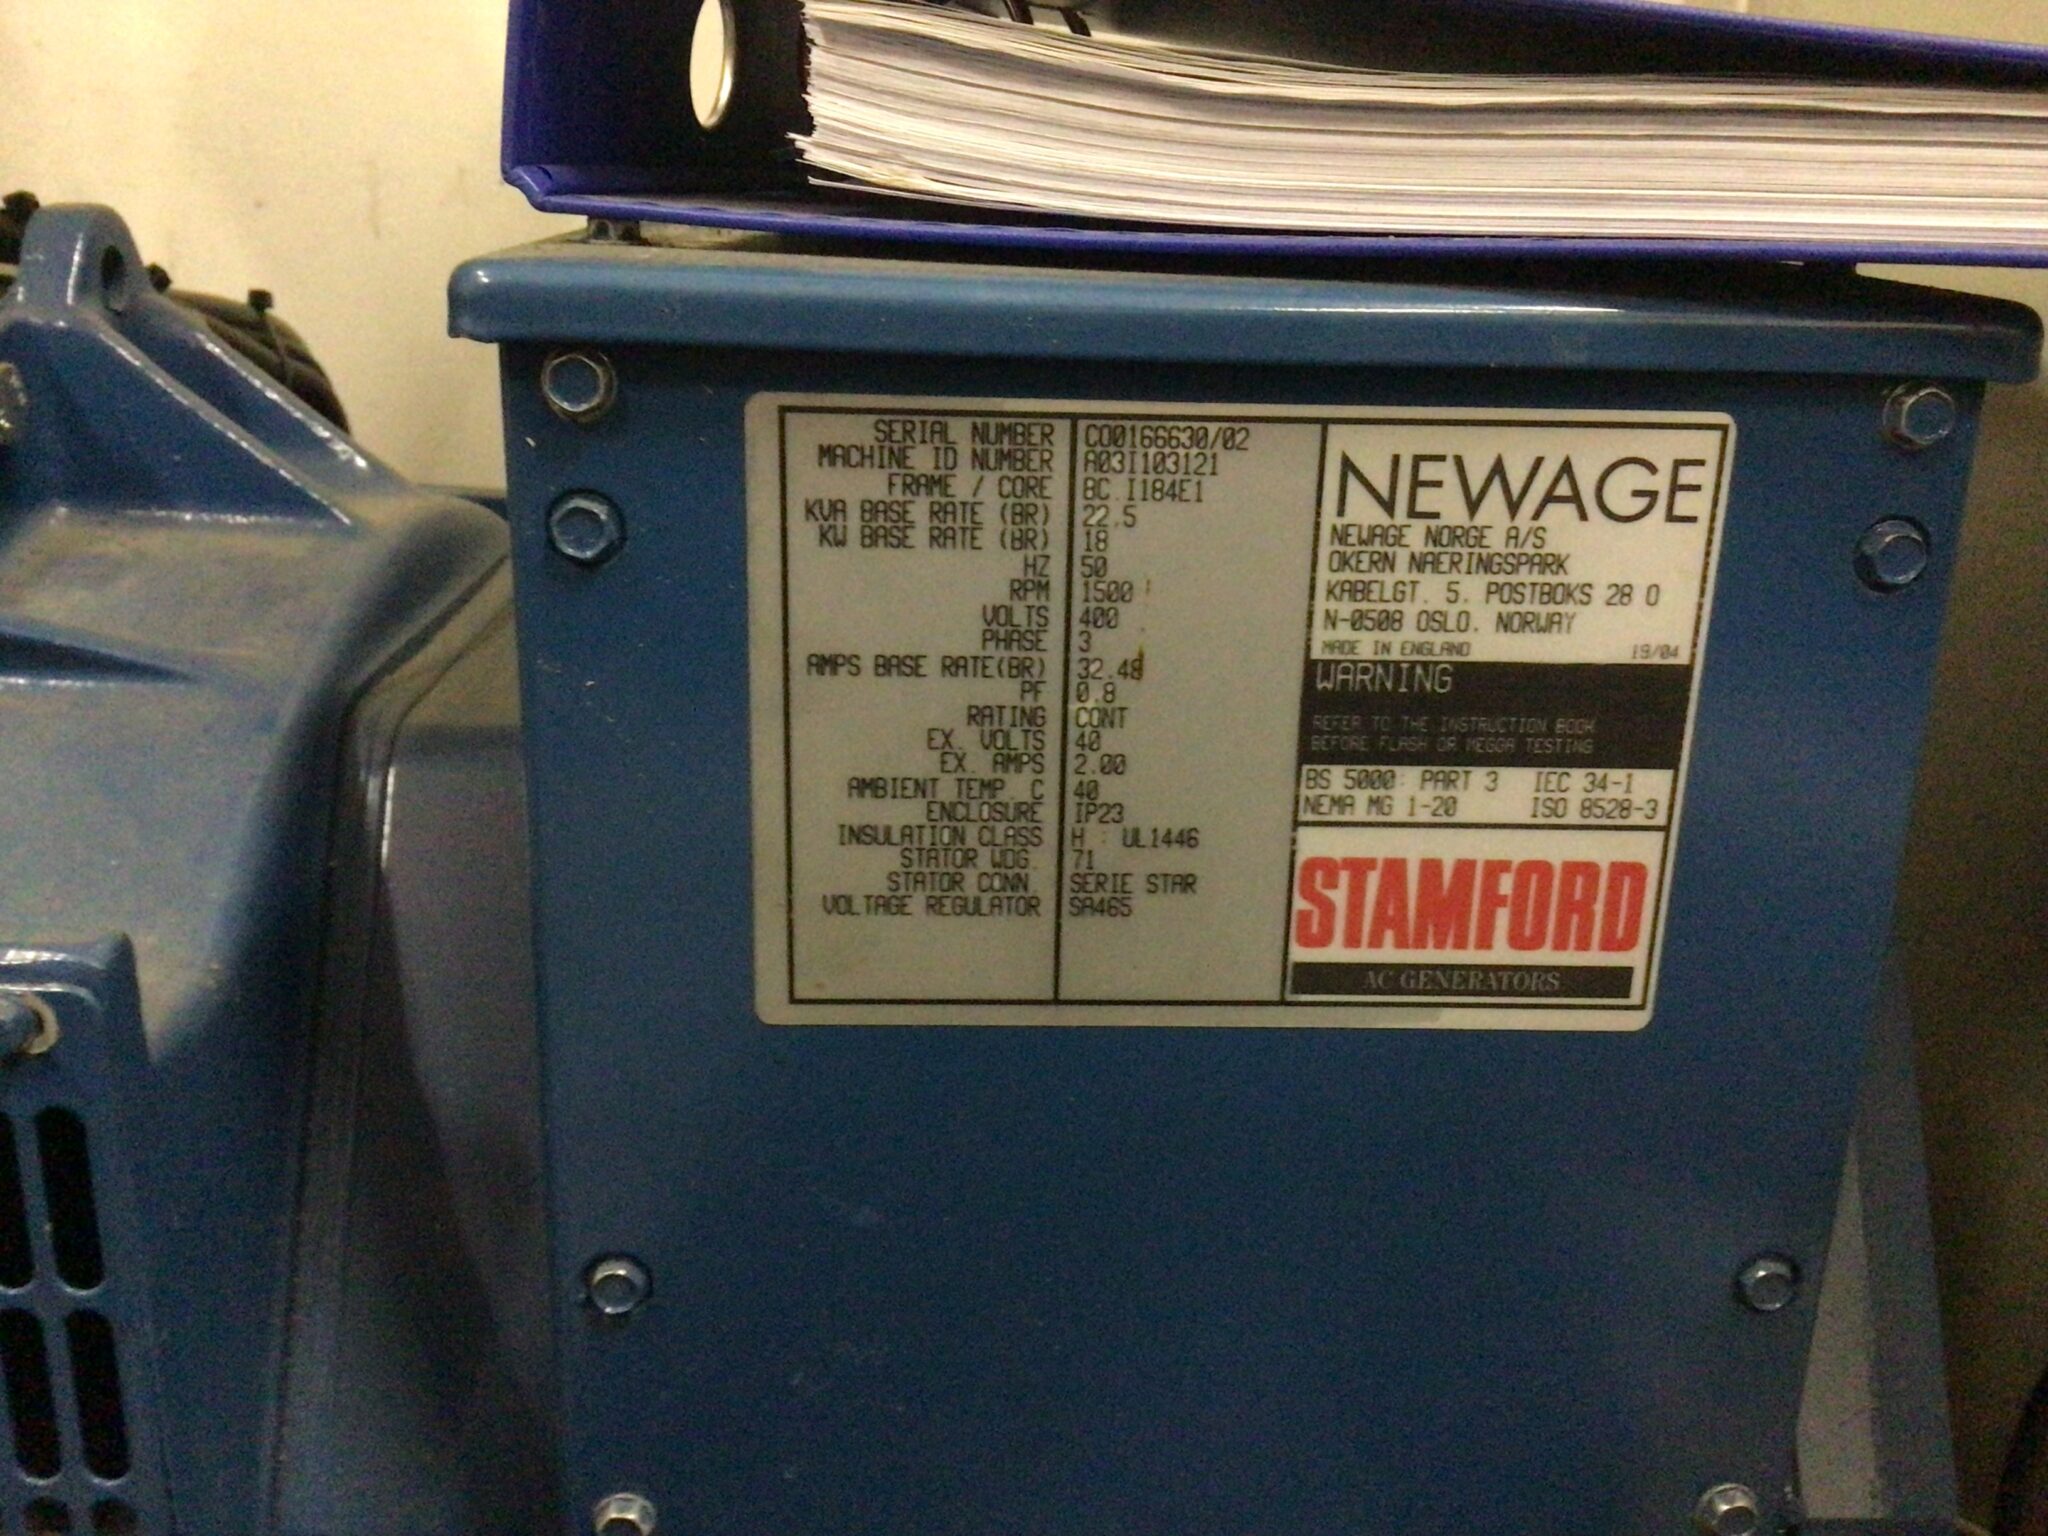 SERIAL NUMBER CO0166630/02
MACHINE ID NUMBER A03I103121
FRAME / CORE BC.I184E1
KVA BASE RATE (BR) 22.5
KW BASE RATE (BR) 18
HZ 50
RPM 1500
VOLTS 400
PHASE 3
AMPS BASE RATE(BR) 32.48
PF 0.8
RATING CONT
EX. VOLTS 40
EX. AMPS 2.00
AMBIENT TEMP. C 40
ENCLOSURE IP23
INSULATION CLASS H : UL1446
STATOR WDG. 71
STATOR CONN. SERIE STAR
VOLTAGE REGULATOR SA465
NEWAGE
NEWAGE NORGE A/S
OKERN NAERINGSPARK
KABELGT. 5. POSTBOKS 28 O
N-0508 OSLO. NORWAY
MADE IN ENGLAND 19/04
WARNING
REFER TO THE INSTRUCTION BOOK
BEFORE FLASH OR MEGGA TESTING
BS 5000: PART 3 IEC 34-1
NEMA MG 1-20 ISO 8528-3
STAMFORD
AC GENERATORS